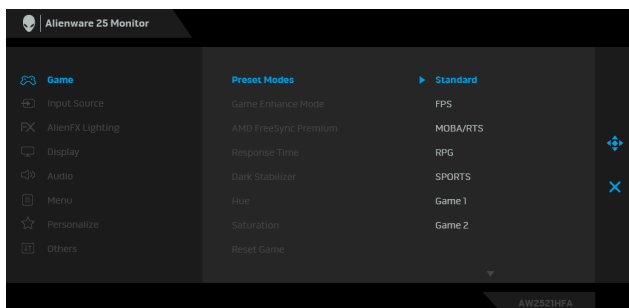 Alienware 25 Monitor
Game Preset Modes Standard
Input Source Game Enhance Mode FPS
FX AlienFX Lighting AMD FreeSync Premium MOBA/RTS
Display Response Time RPG
Audio Dark Stabilizer SPORTS
Menu Hue Game 1
Personalize Saturation Game 2
Others Reset Game
AW2521HFA